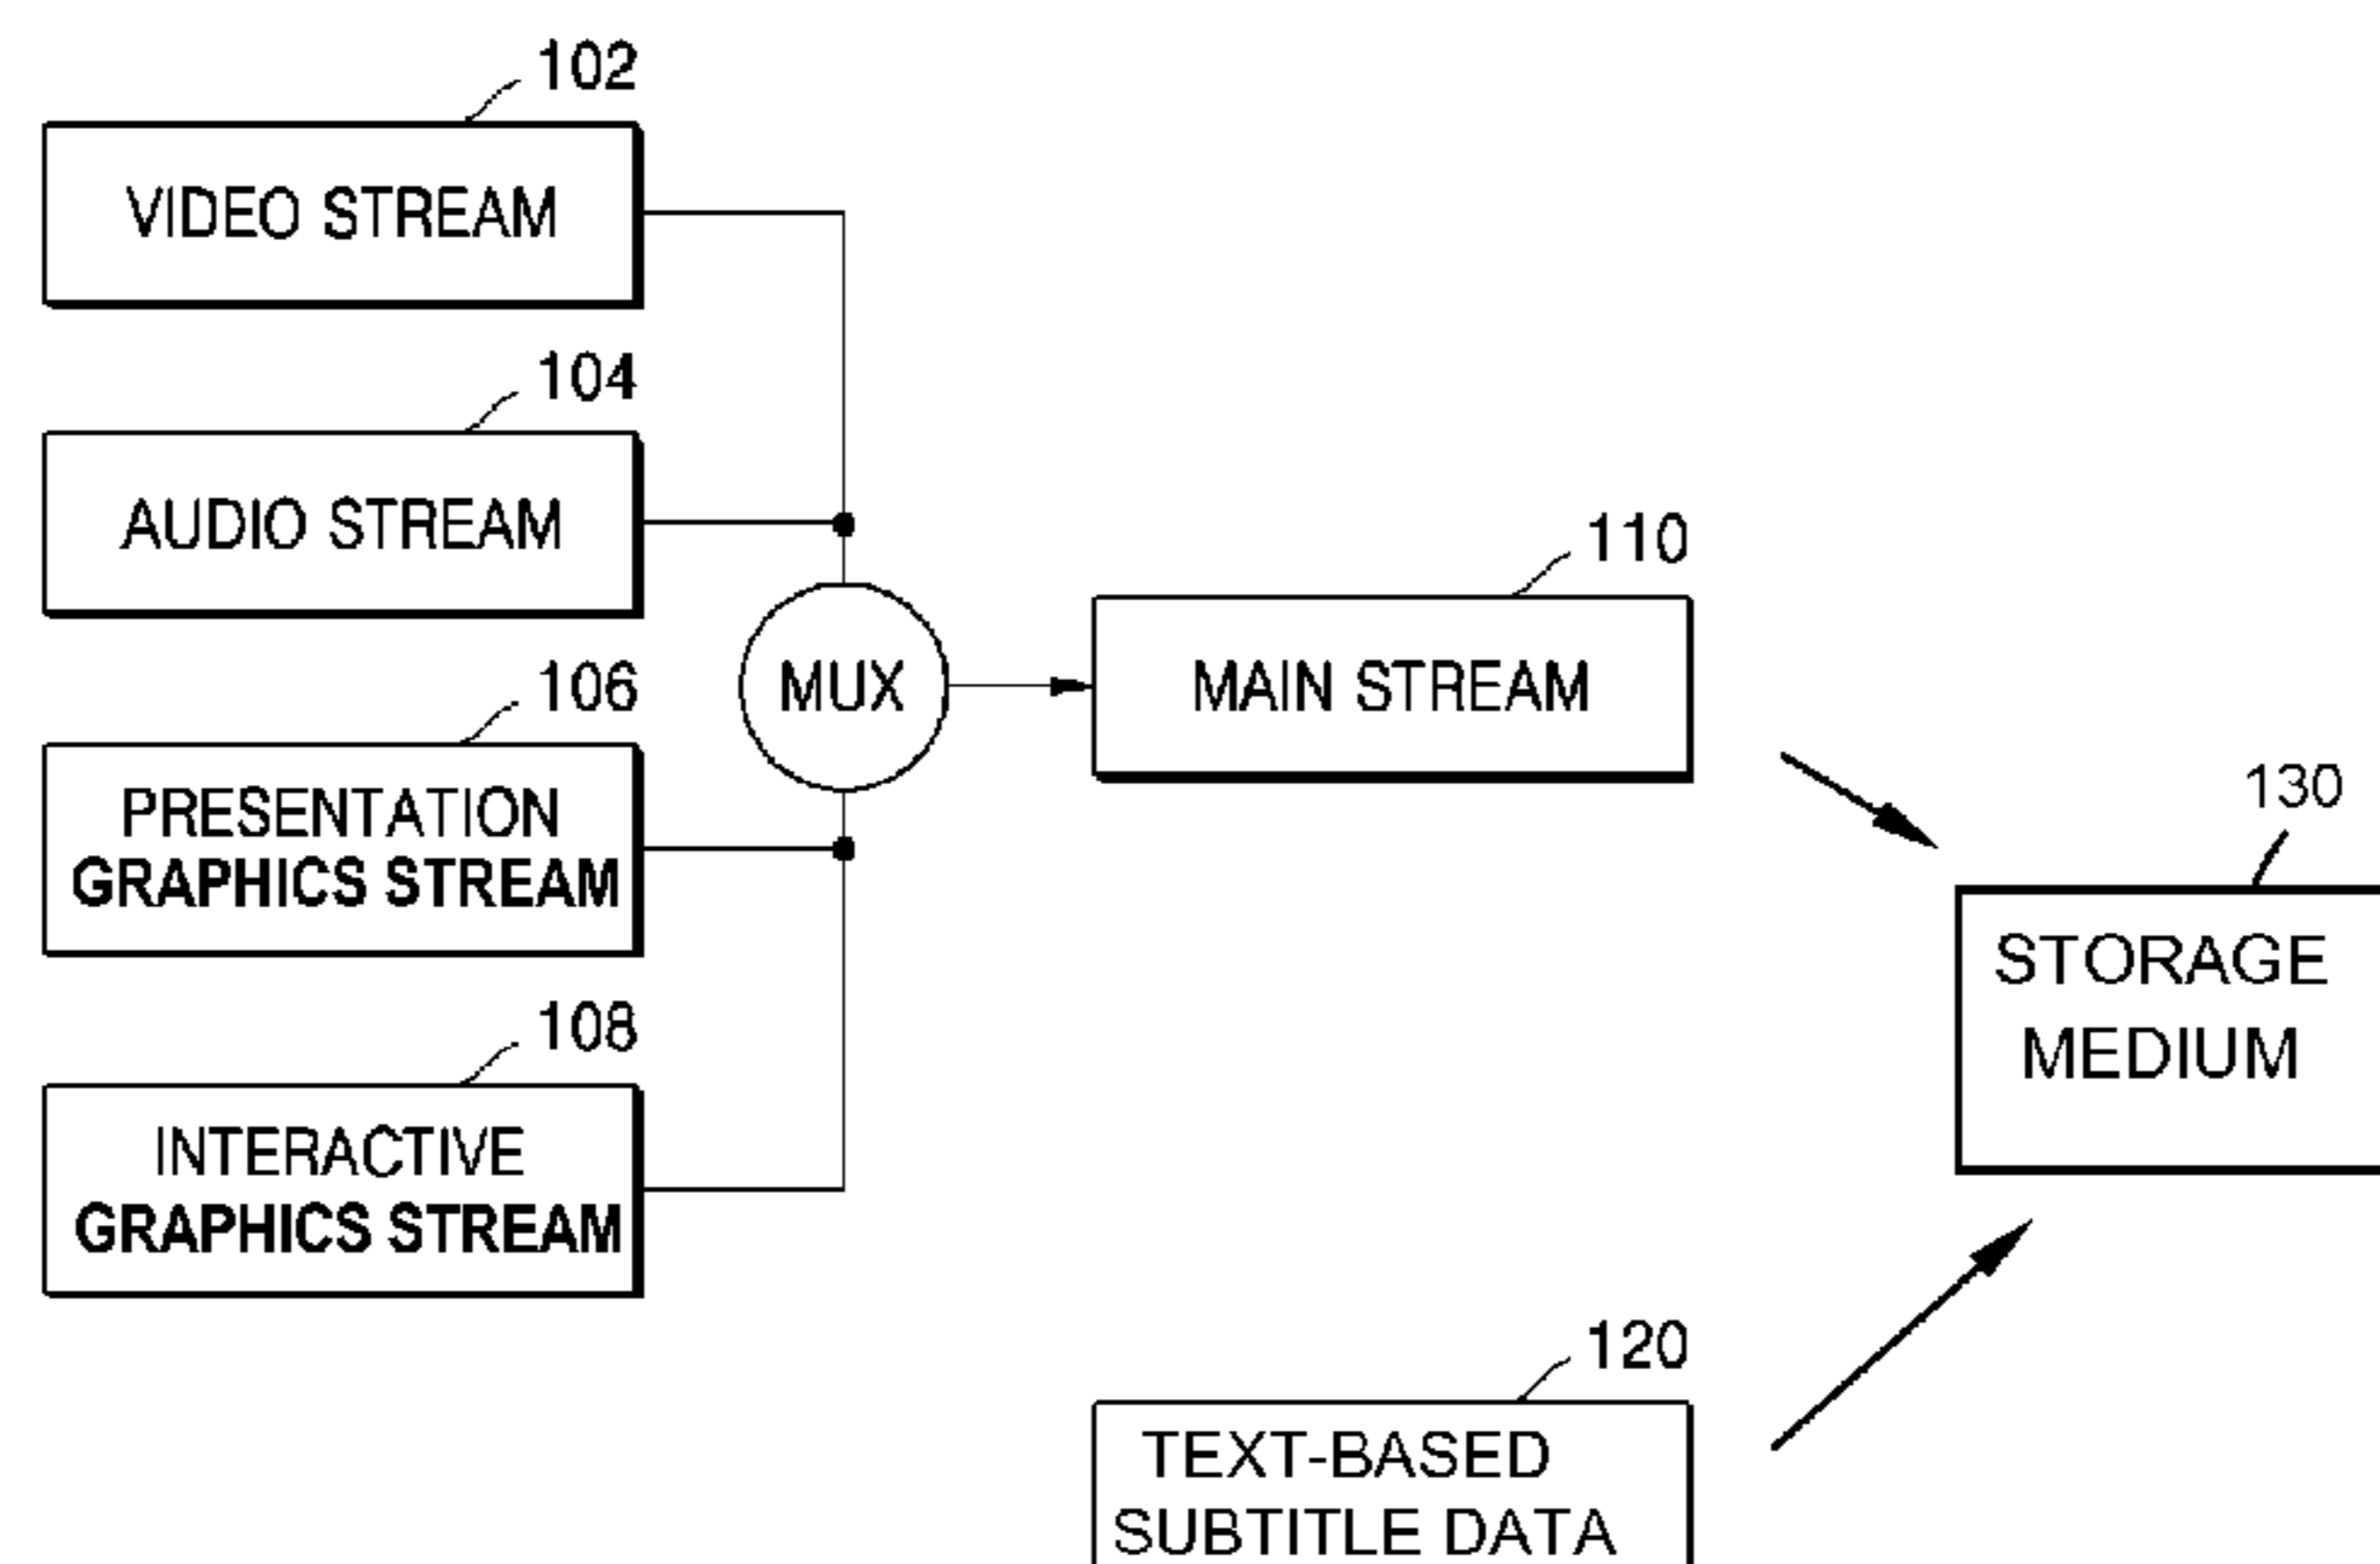 102
VIDEO STREAM
104
AUDIO STREAM
106
PRESENTATION
GRAPHICS STREAM
108
INTERACTIVE
GRAPHICS STREAM
MUX
110
MAIN STREAM
120
TEXT-BASED
SUBTITLE DATA
130
STORAGE
MEDIUM